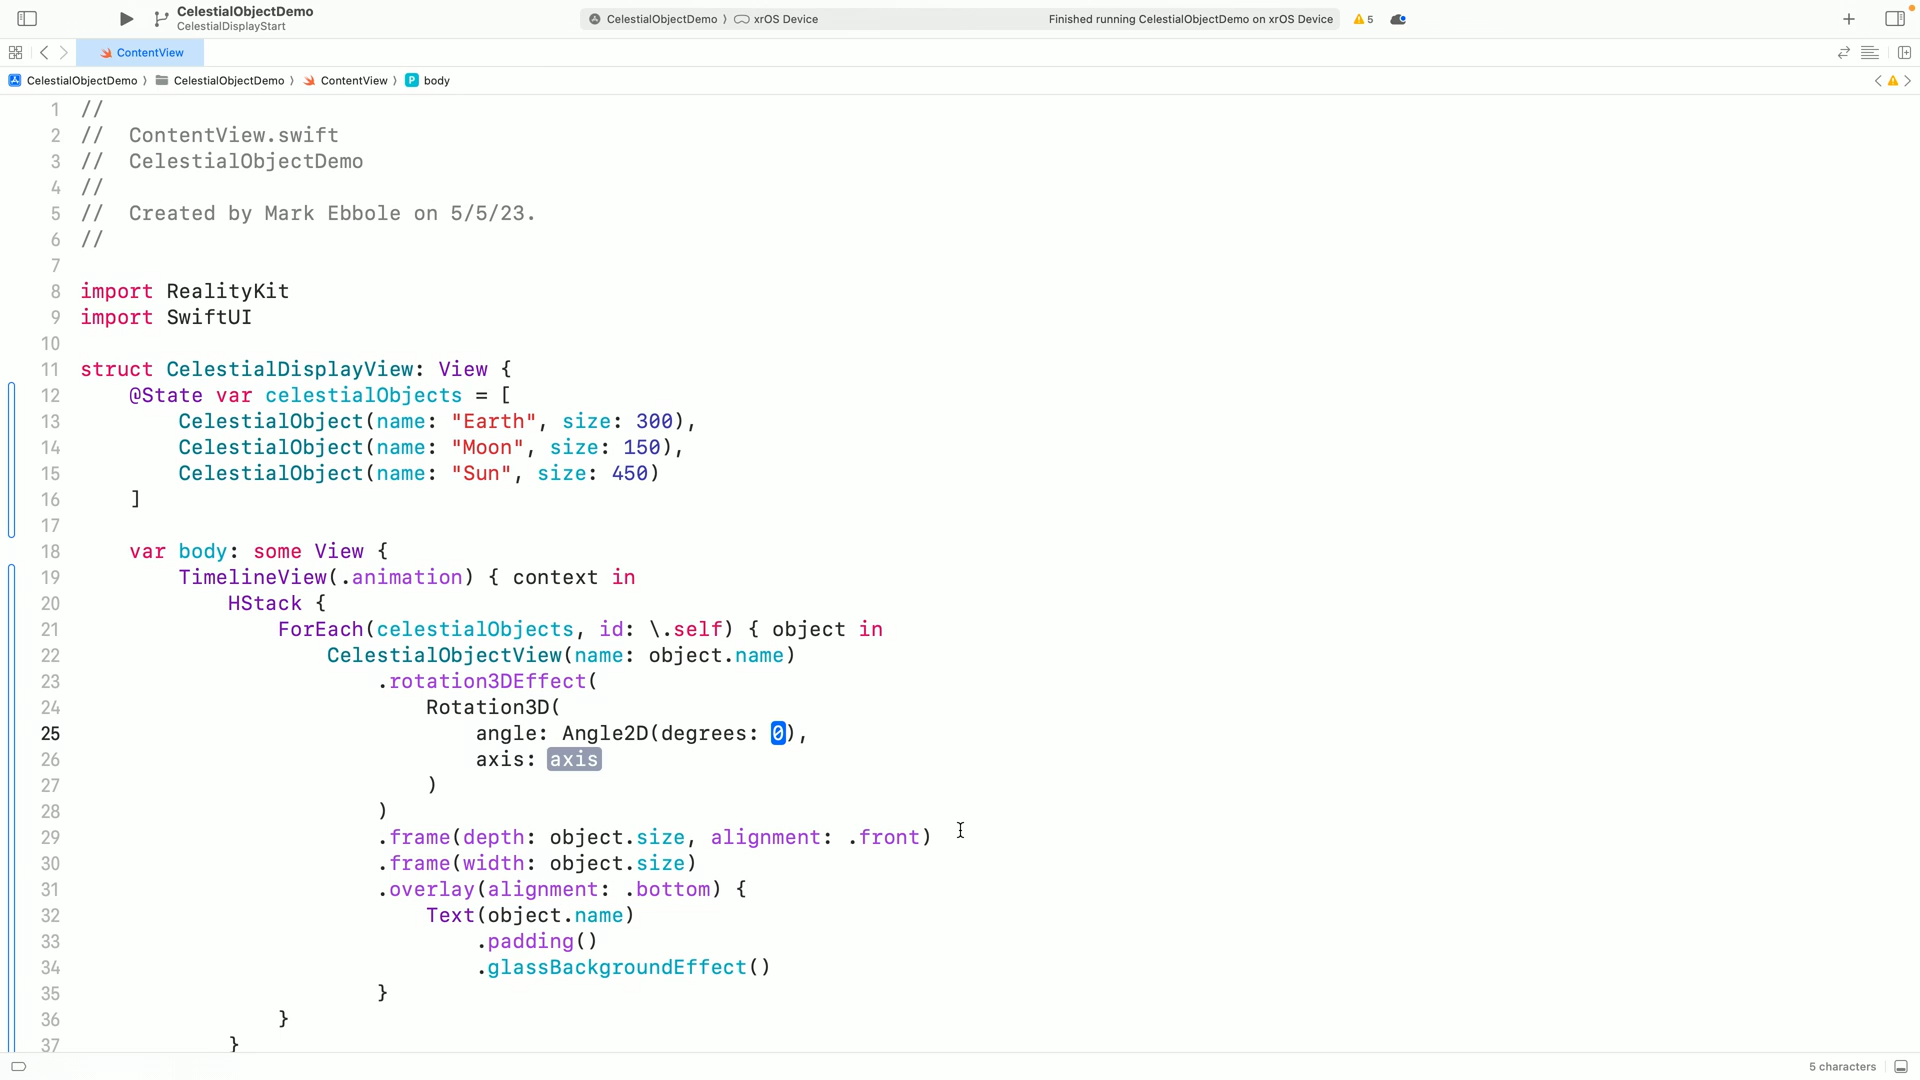 CelestialObjectDemo
CelestialDisplayStart
CelestialObjectDemo ⟩ xrOS Device
Finished running CelestialObjectDemo on xrOS Device
5
ContentView
CelestialObjectDemo ⟩ CelestialObjectDemo ⟩ ContentView ⟩ P body
1 //
2 //  ContentView.swift
3 //  CelestialObjectDemo
4 //
5 //  Created by Mark Ebbole on 5/5/23.
6 //
7
8 import RealityKit
9 import SwiftUI
10
11 struct CelestialDisplayView: View {
12     @State var celestialObjects = [
13         CelestialObject(name: "Earth", size: 300),
14         CelestialObject(name: "Moon", size: 150),
15         CelestialObject(name: "Sun", size: 450)
16     ]
17
18     var body: some View {
19         TimelineView(.animation) { context in
20             HStack {
21                 ForEach(celestialObjects, id: \.self) { object in
22                     CelestialObjectView(name: object.name)
23                         .rotation3DEffect(
24                             Rotation3D(
25                                 angle: Angle2D(degrees: 0),
26                                 axis: axis
27                             )
28                         )
29                         .frame(depth: object.size, alignment: .front)
30                         .frame(width: object.size)
31                         .overlay(alignment: .bottom) {
32                             Text(object.name)
33                                 .padding()
34                                 .glassBackgroundEffect()
35                         }
36                 }
37             }
5 characters